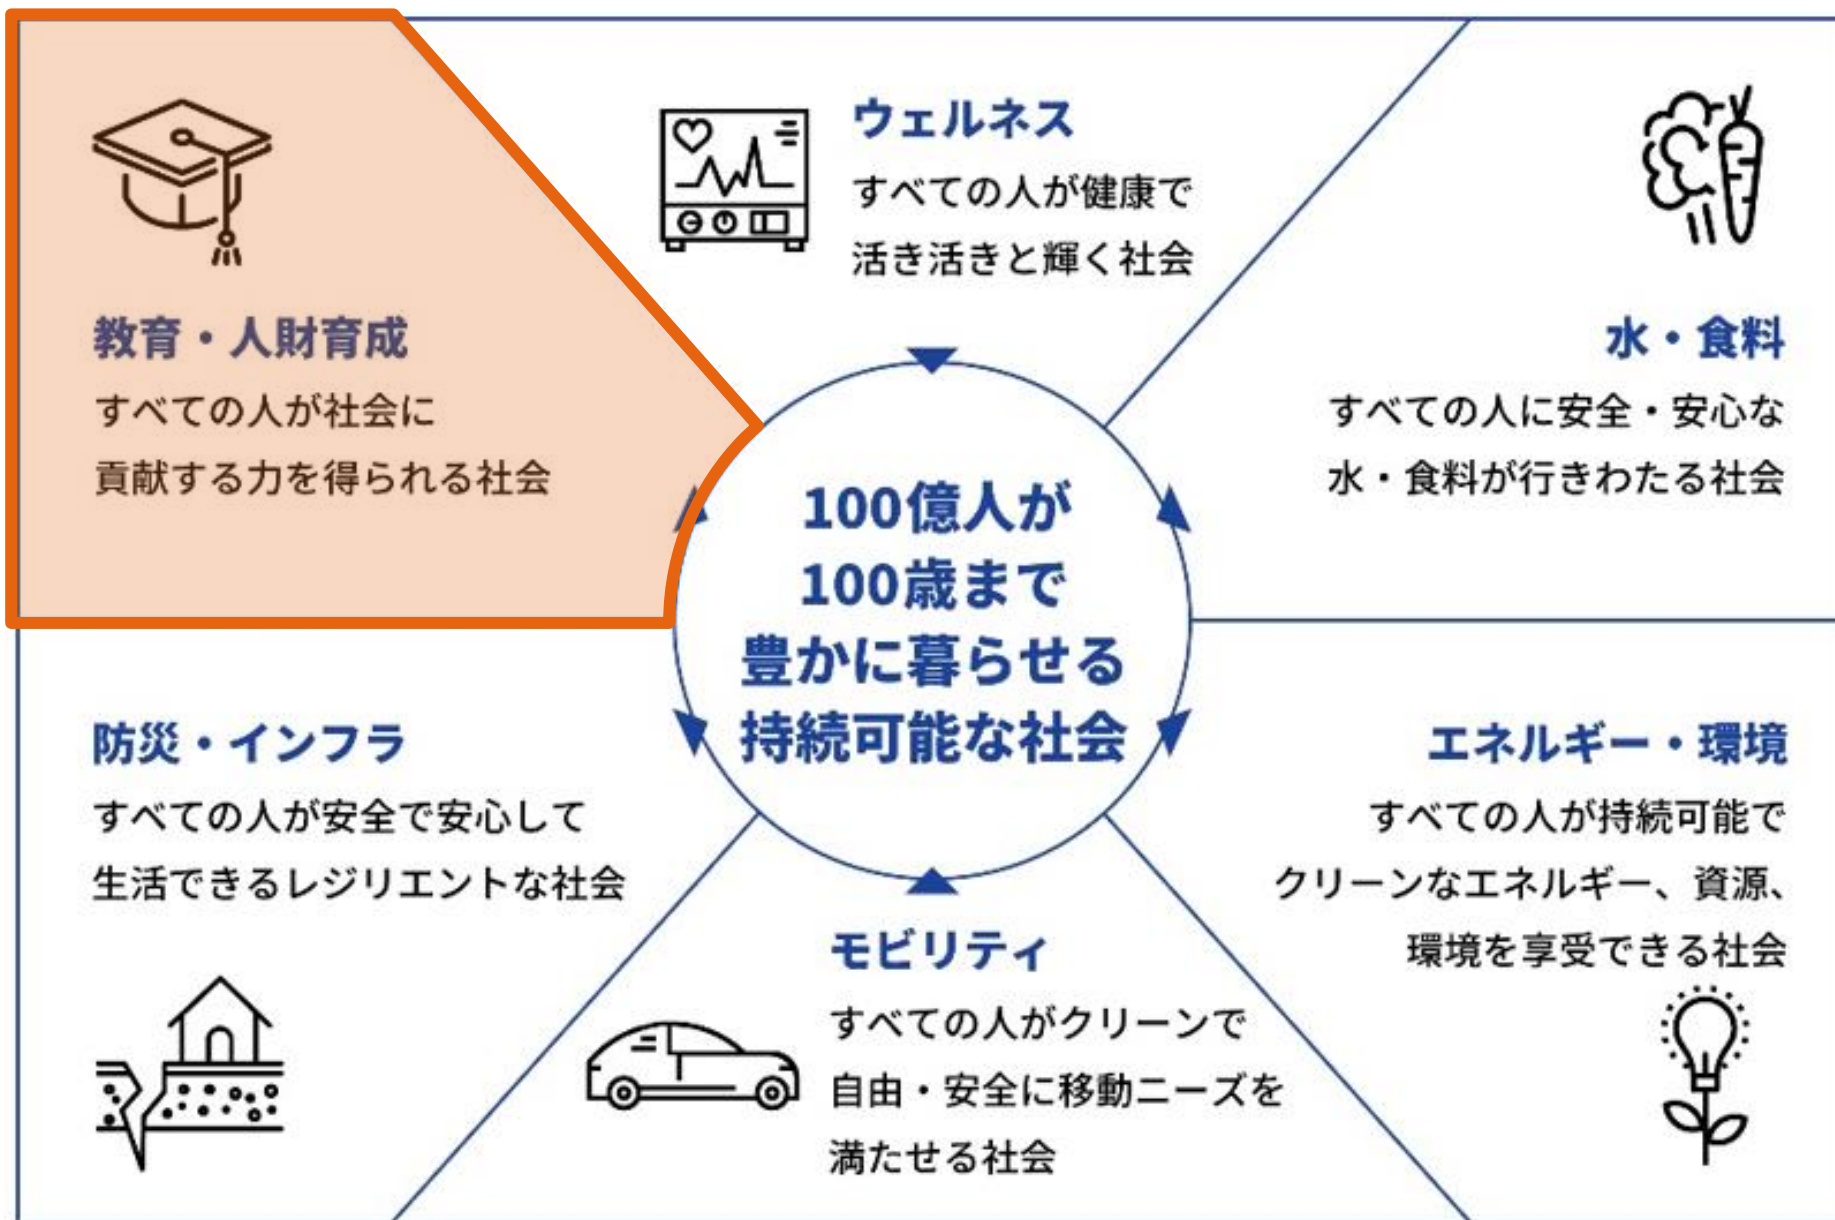 教育・人財育成
すべての人が社会に
貢献する力を得られる社会
ウェルネス
すべての人が健康で
活き活きと輝く社会
水・食料
すべての人に安全・安心な
水・食料が行きわたる社会
100億人が
100歳まで
豊かに暮らせる
持続可能な社会
防災・インフラ
すべての人が安全で安心して
生活できるレジリエントな社会
モビリティ
すべての人がクリーンで
自由・安全に移動ニーズを
満たせる社会
エネルギー・環境
すべての人が持続可能で
クリーンなエネルギー、資源、
環境を享受できる社会